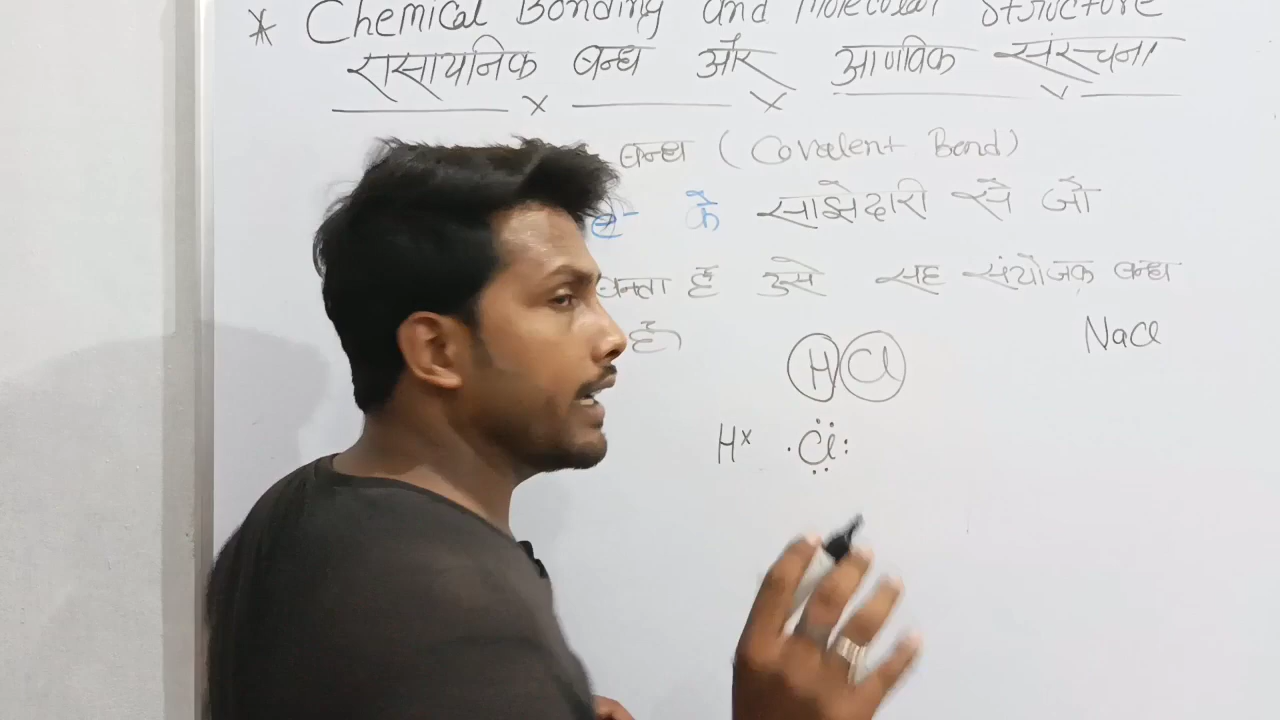 * Chemical Bonding and Molecular Structure
रासायनिक बन्ध और आणविक संरचना
बन्ध (Covalent Bond)
e- के साझेदारी से जो
बनता है उसे सह संयोजक बन्ध
है।
HCl NaCl
H× ·Cl: